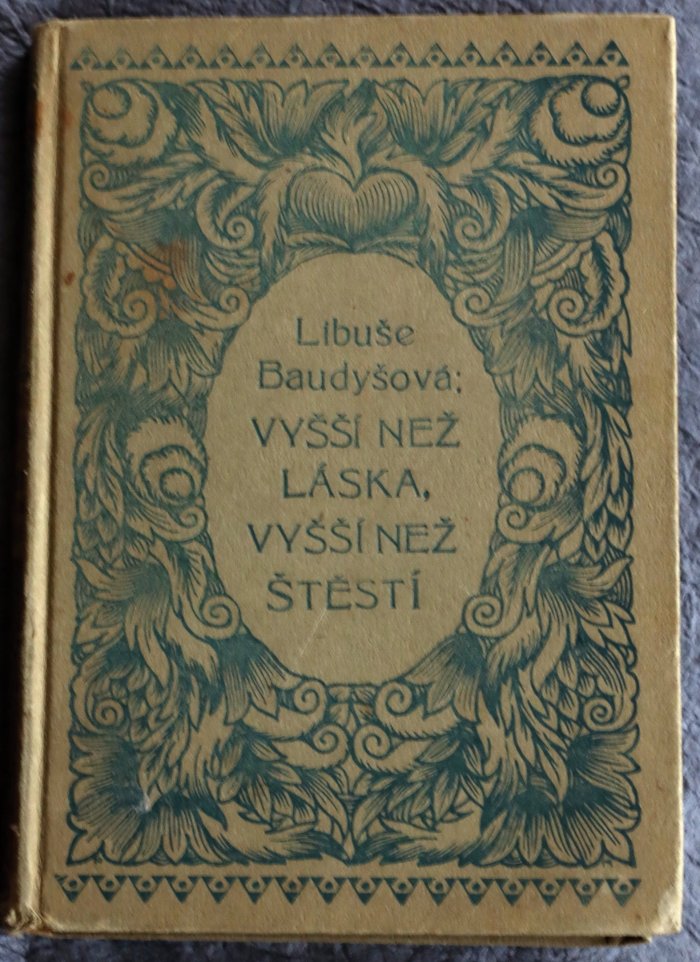 Libuše
Baudyšová:
VYŠŠÍ NEŽ
LÁSKA,
VYŠŠÍ NEŽ
ŠTĚSTÍ